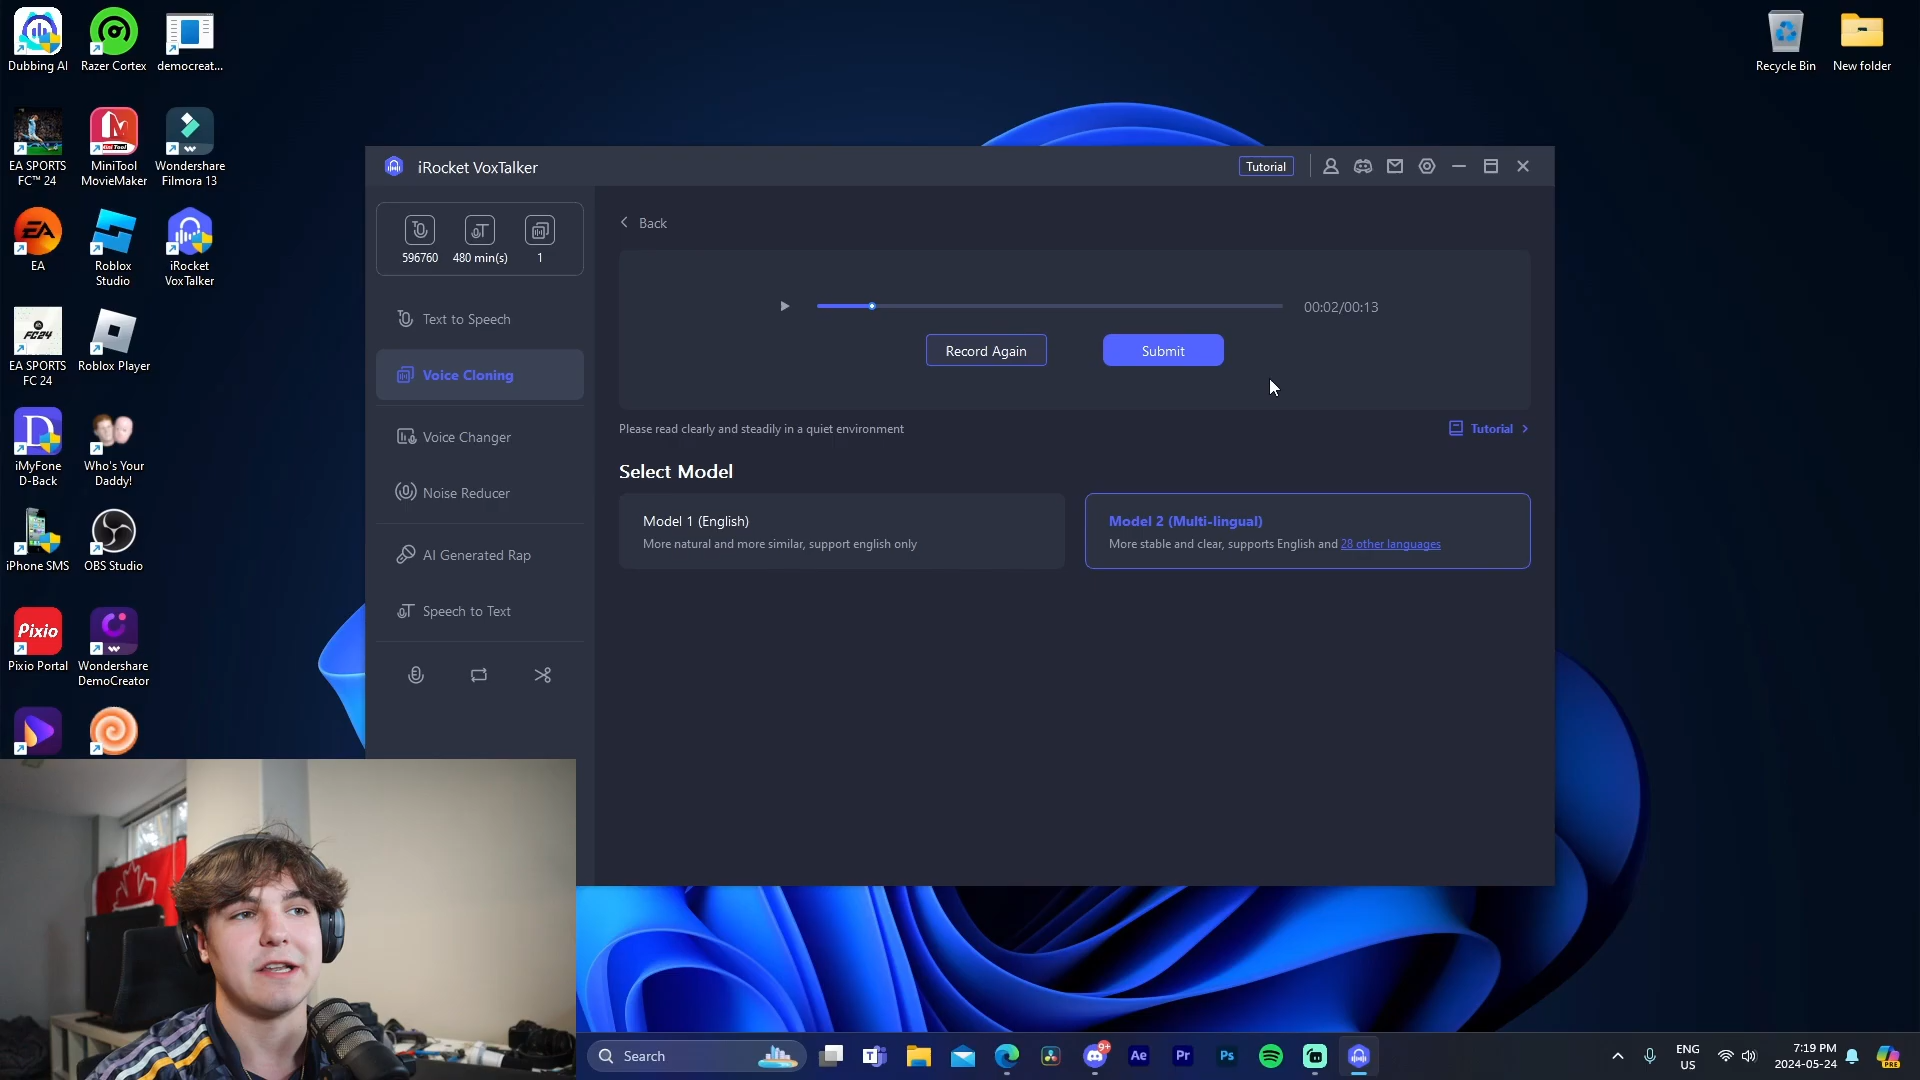 Dubbing AI
Razer Cortex
democreat...
Recycle Bin
New folder
EA SPORTS
FC™ 24
MiniTool
MovieMaker
Wondershare
Filmora 13
EA
Roblox
Studio
iRocket
VoxTalker
EA SPORTS
FC 24
Roblox Player
iMyFone
D-Back
Who's Your
Daddy!
iPhone SMS
OBS Studio
Pixio
Pixio Portal
Wondershare
DemoCreator
iRocket VoxTalker
Tutorial
596760
480 min(s)
1
Text to Speech
Voice Cloning
Voice Changer
Noise Reducer
AI Generated Rap
Speech to Text
Back
00:02/00:13
Record Again
Submit
Please read clearly and steadily in a quiet environment
Tutorial
Select Model
Model 1 (English)
More natural and more similar, support english only
Model 2 (Multi-lingual)
More stable and clear, supports English and 28 other languages
Search
9+
Ae
Pr
Ps
ENG
US
7:19 PM
2024-05-24
PRE